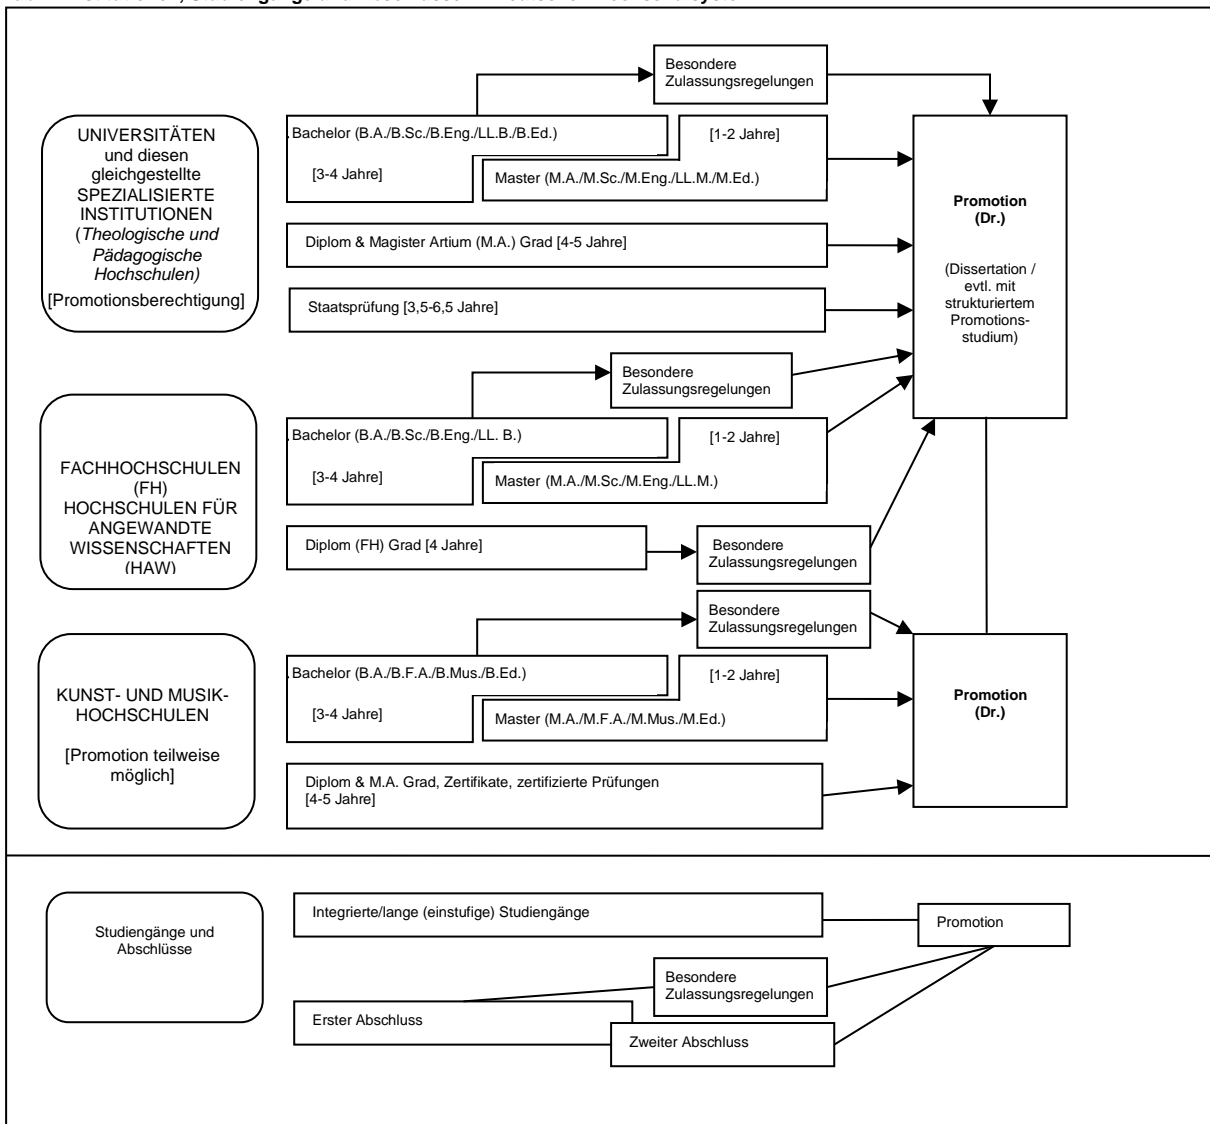 Besondere
Zulassungsregelungen
UNIVERSITÄTEN
und diesen
gleichgestellte
SPEZIALISIERTE
INSTITUTIONEN
(Theologische und
Pädagogische
Hochschulen)
[Promotionsberechtigung]
Bachelor (B.A./B.Sc./B.Eng./LL.B./B.Ed.)
[1-2 Jahre]
[3-4 Jahre]
Master (M.A./M.Sc./M.Eng./LL.M./M.Ed.)
Diplom & Magister Artium (M.A.) Grad [4-5 Jahre]
Staatsprüfung [3,5-6,5 Jahre]
Promotion
(Dr.)
(Dissertation /
evtl. mit
strukturiertem
Promotions-
studium)
Besondere
Zulassungsregelungen
FACHHOCHSCHULEN
(FH)
HOCHSCHULEN FÜR
ANGEWANDTE
WISSENSCHAFTEN
(HAW)
Bachelor (B.A./B.Sc./B.Eng./LL. B.)
[1-2 Jahre]
[3-4 Jahre]
Master (M.A./M.Sc./M.Eng./LL.M.)
Diplom (FH) Grad [4 Jahre]
Besondere
Zulassungsregelungen
Besondere
Zulassungsregelungen
KUNST- UND MUSIK-
HOCHSCHULEN
[Promotion teilweise
möglich]
Bachelor (B.A./B.F.A./B.Mus./B.Ed.)
[1-2 Jahre]
[3-4 Jahre]
Master (M.A./M.F.A./M.Mus./M.Ed.)
Diplom & M.A. Grad, Zertifikate, zertifizierte Prüfungen
[4-5 Jahre]
Promotion
(Dr.)
Studiengänge und
Abschlüsse
Integrierte/lange (einstufige) Studiengänge
Promotion
Besondere
Zulassungsregelungen
Erster Abschluss
Zweiter Abschluss